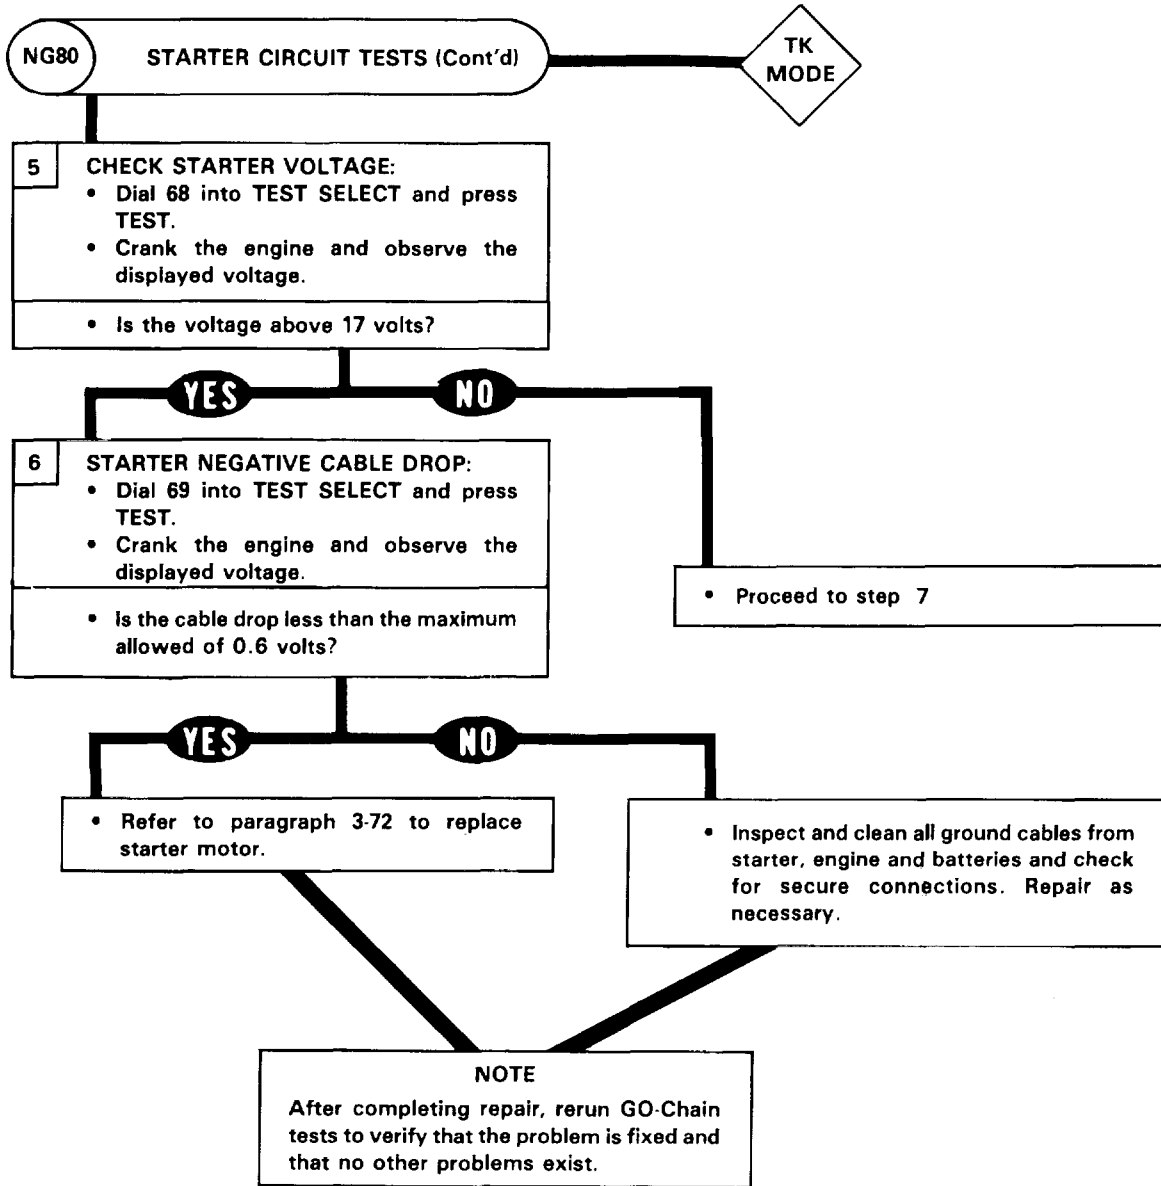 NG80
STARTER CIRCUIT TESTS (Cont'd)
TK
MODE
5
CHECK STARTER VOLTAGE:
• Dial 68 into TEST SELECT and press
TEST.
• Crank the engine and observe the
displayed voltage.
• Is the voltage above 17 volts?
YES
NO
6
STARTER NEGATIVE CABLE DROP:
• Dial 69 into TEST SELECT and press
TEST.
• Crank the engine and observe the
displayed voltage.
• Is the cable drop less than the maximum
allowed of 0.6 volts?
• Proceed to step 7
YES
NO
• Refer to paragraph 3-72 to replace
starter motor.
• Inspect and clean all ground cables from
starter, engine and batteries and check
for secure connections. Repair as
necessary.
NOTE
After completing repair, rerun GO-Chain
tests to verify that the problem is fixed and
that no other problems exist.